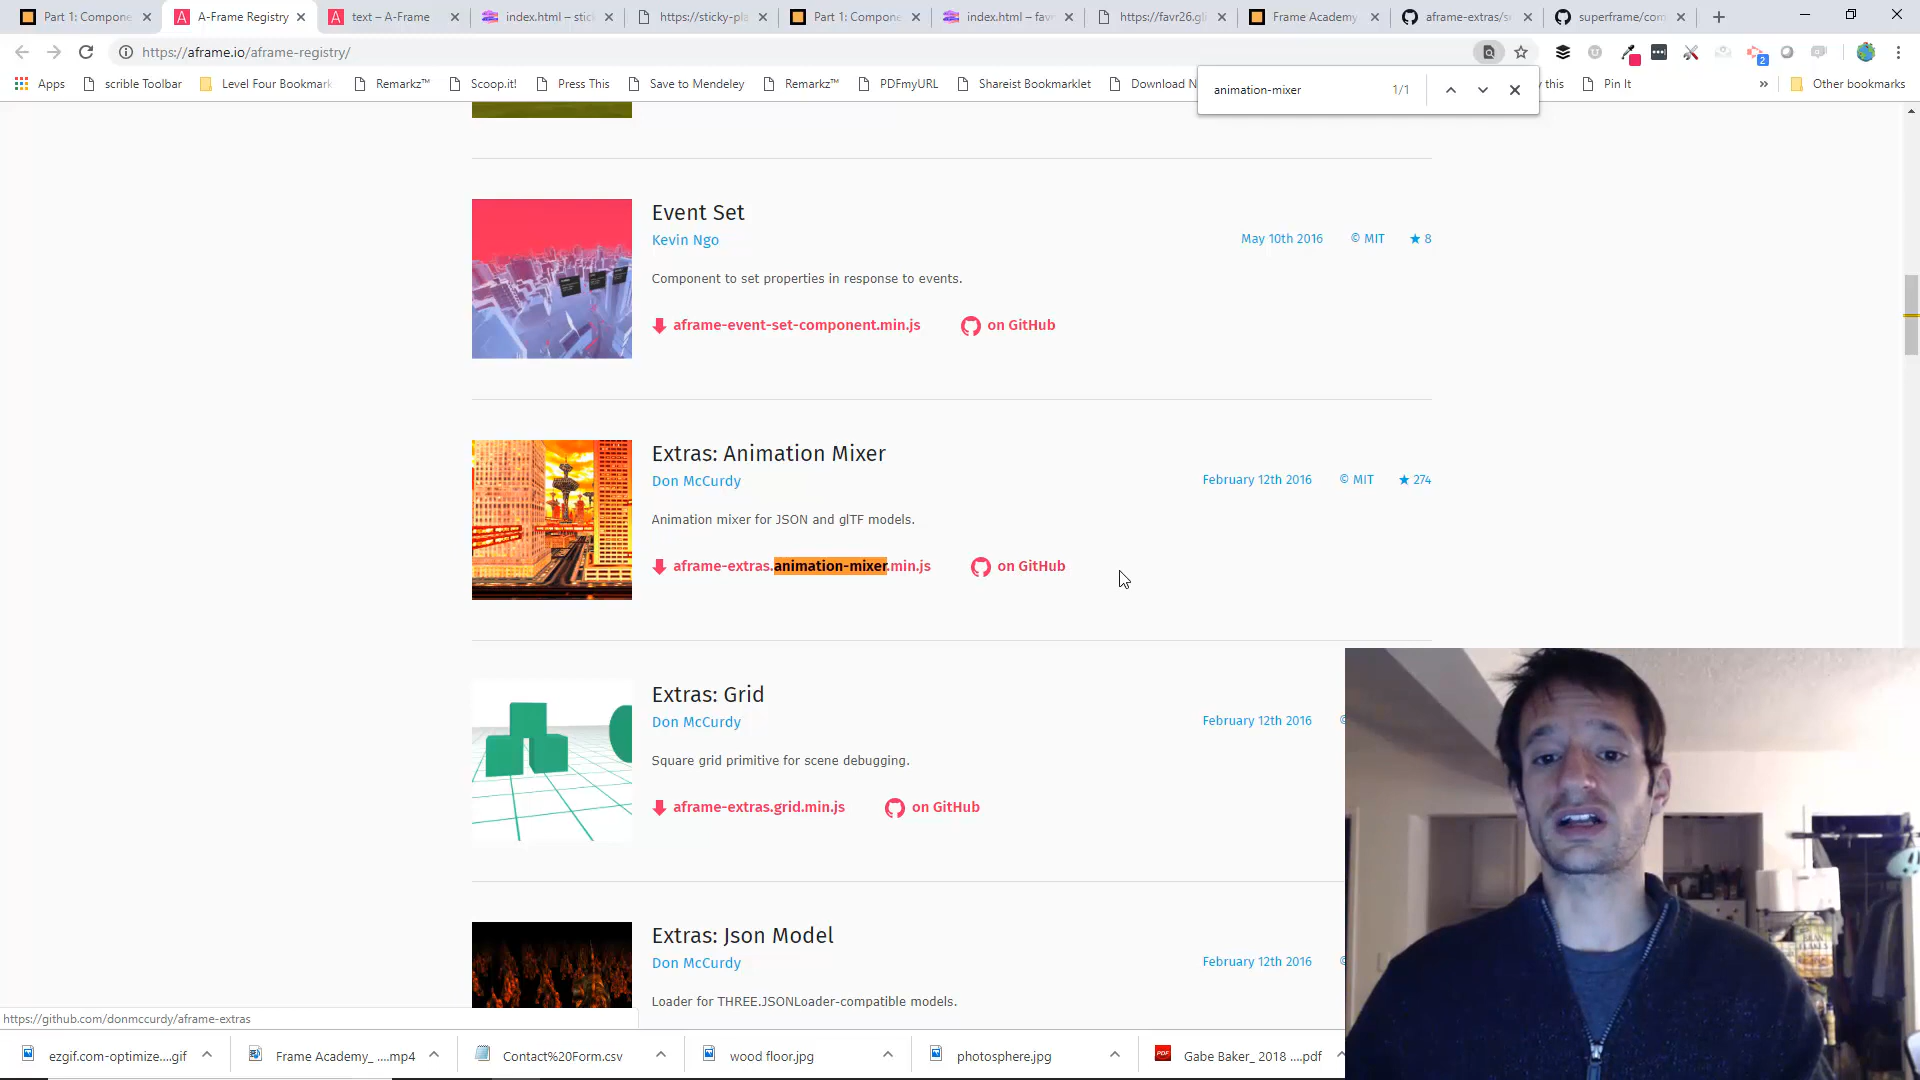 Part 1: Compone
A-Frame Registry
text – A-Frame
index.html – stick
https://sticky-pla
Part 1: Compone
index.html – favr
https://favr26.gli
Frame Academy
aframe-extras/s
superframe/com
https://aframe.io/aframe-registry/
Apps
scrible Toolbar
Level Four Bookmark
Remarkz™
Scoop.it!
Press This
Save to Mendeley
Remarkz™
PDFmyURL
Shareist Bookmarklet
Download N
this
Pin It
»
Other bookmarks
2
animation-mixer 1/1
Event Set
Kevin Ngo
May 10th 2016 © MIT ★ 8
Component to set properties in response to events.
aframe-event-set-component.min.js on GitHub
Extras: Animation Mixer
Don McCurdy
February 12th 2016 © MIT ★ 274
Animation mixer for JSON and glTF models.
aframe-extras.animation-mixer.min.js on GitHub
Extras: Grid
Don McCurdy
February 12th 2016 ©
Square grid primitive for scene debugging.
aframe-extras.grid.min.js on GitHub
Extras: Json Model
Don McCurdy
February 12th 2016 ©
Loader for THREE.JSONLoader-compatible models.
https://github.com/donmccurdy/aframe-extras
ezgif.com-optimize....gif
Frame Academy_ ....mp4
Contact%20Form.csv
wood floor.jpg
photosphere.jpg
PDF
Gabe Baker_ 2018 ....pdf